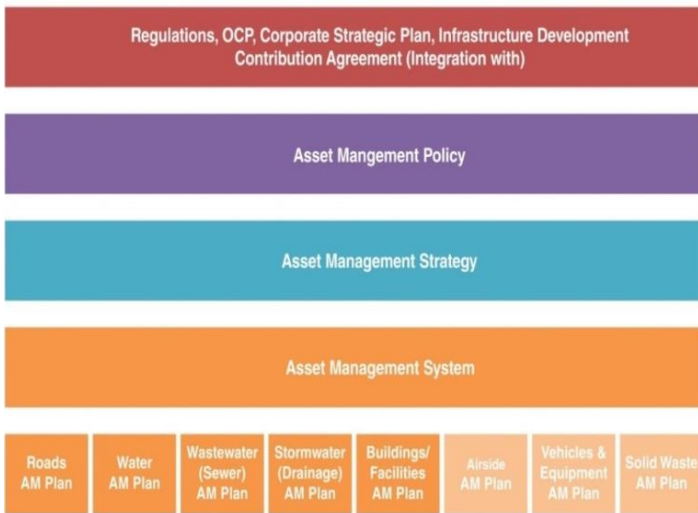 Regulations, OCP, Corporate Strategic Plan, Infrastructure Development
Contribution Agreement (Integration with)
Asset Mangement Policy
Asset Management Strategy
Asset Management System
Roads
AM Plan
Water
AM Plan
Wastewater
(Sewer)
AM Plan
Stormwater
(Drainage)
AM Plan
Buildings/
Facilities
AM Plan
Airside
AM Plan
Vehicles &
Equipment
AM Plan
Solid Waste
AM Plan